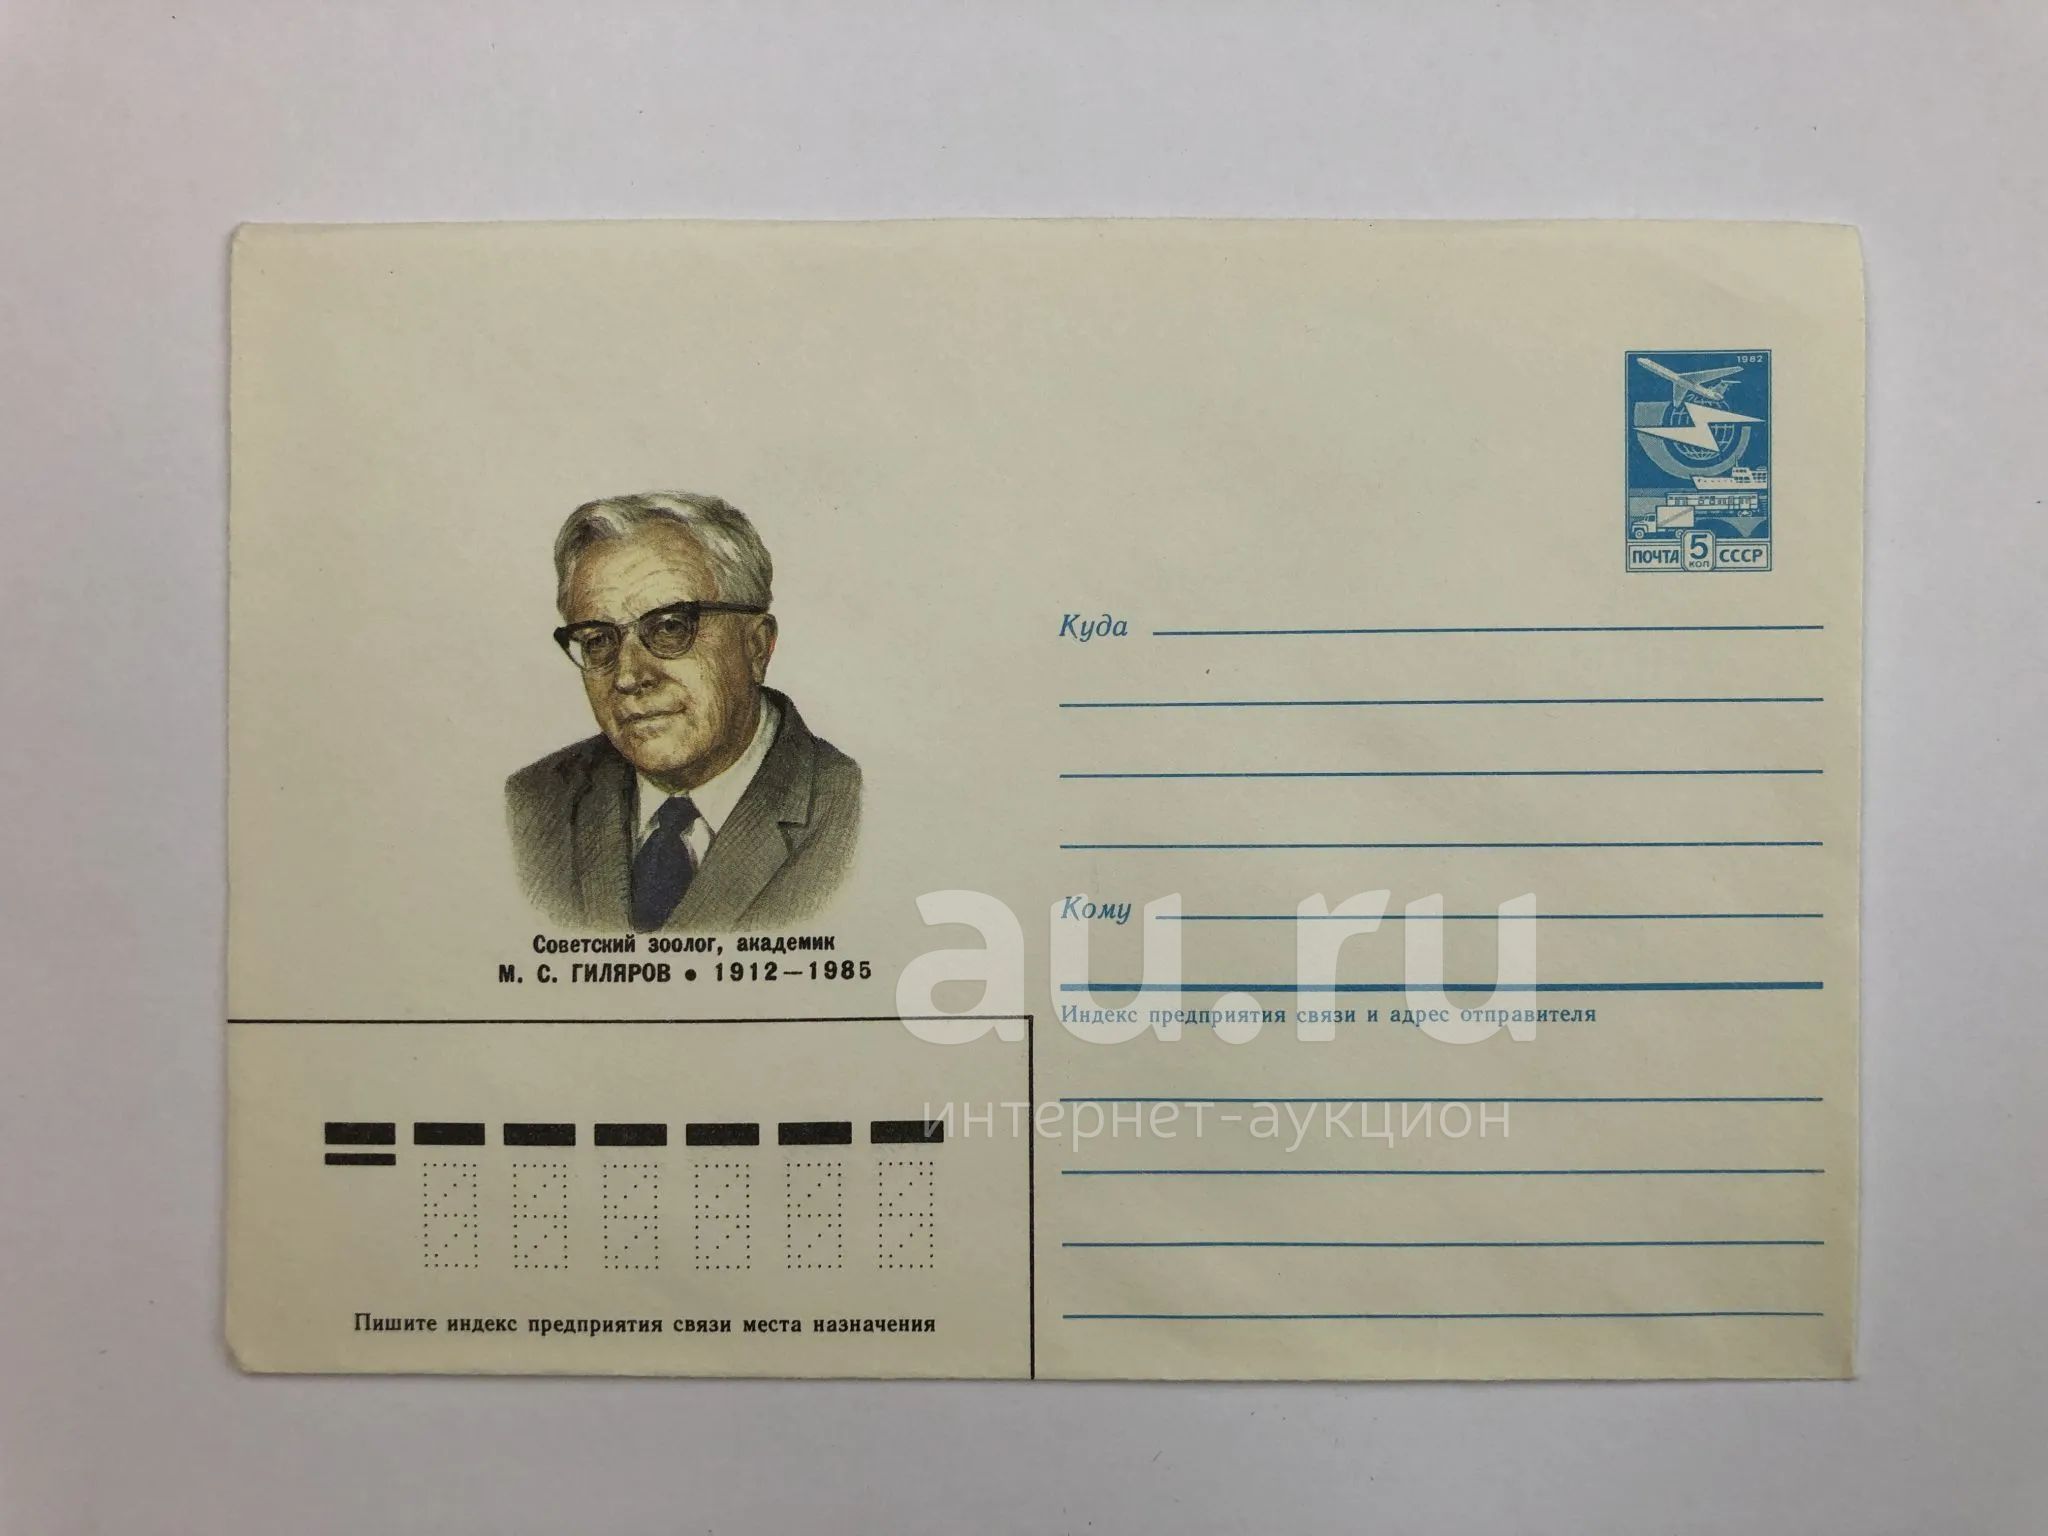 1982
ПОЧТА 5 КОП СССР
Куда
Кому
Советский зоолог, академик
М. С. ГИЛЯРОВ • 1912—1985
au.ru
интернет-аукцион
Индекс предприятия связи и адрес отправителя
Пишите индекс предприятия связи места назначения